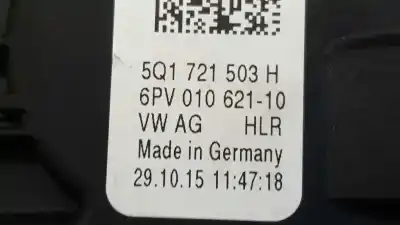 5Q1 721 503 H
6PV 010 621-10
VW AG HLR
Made in Germany
29.10.15 11:47:18